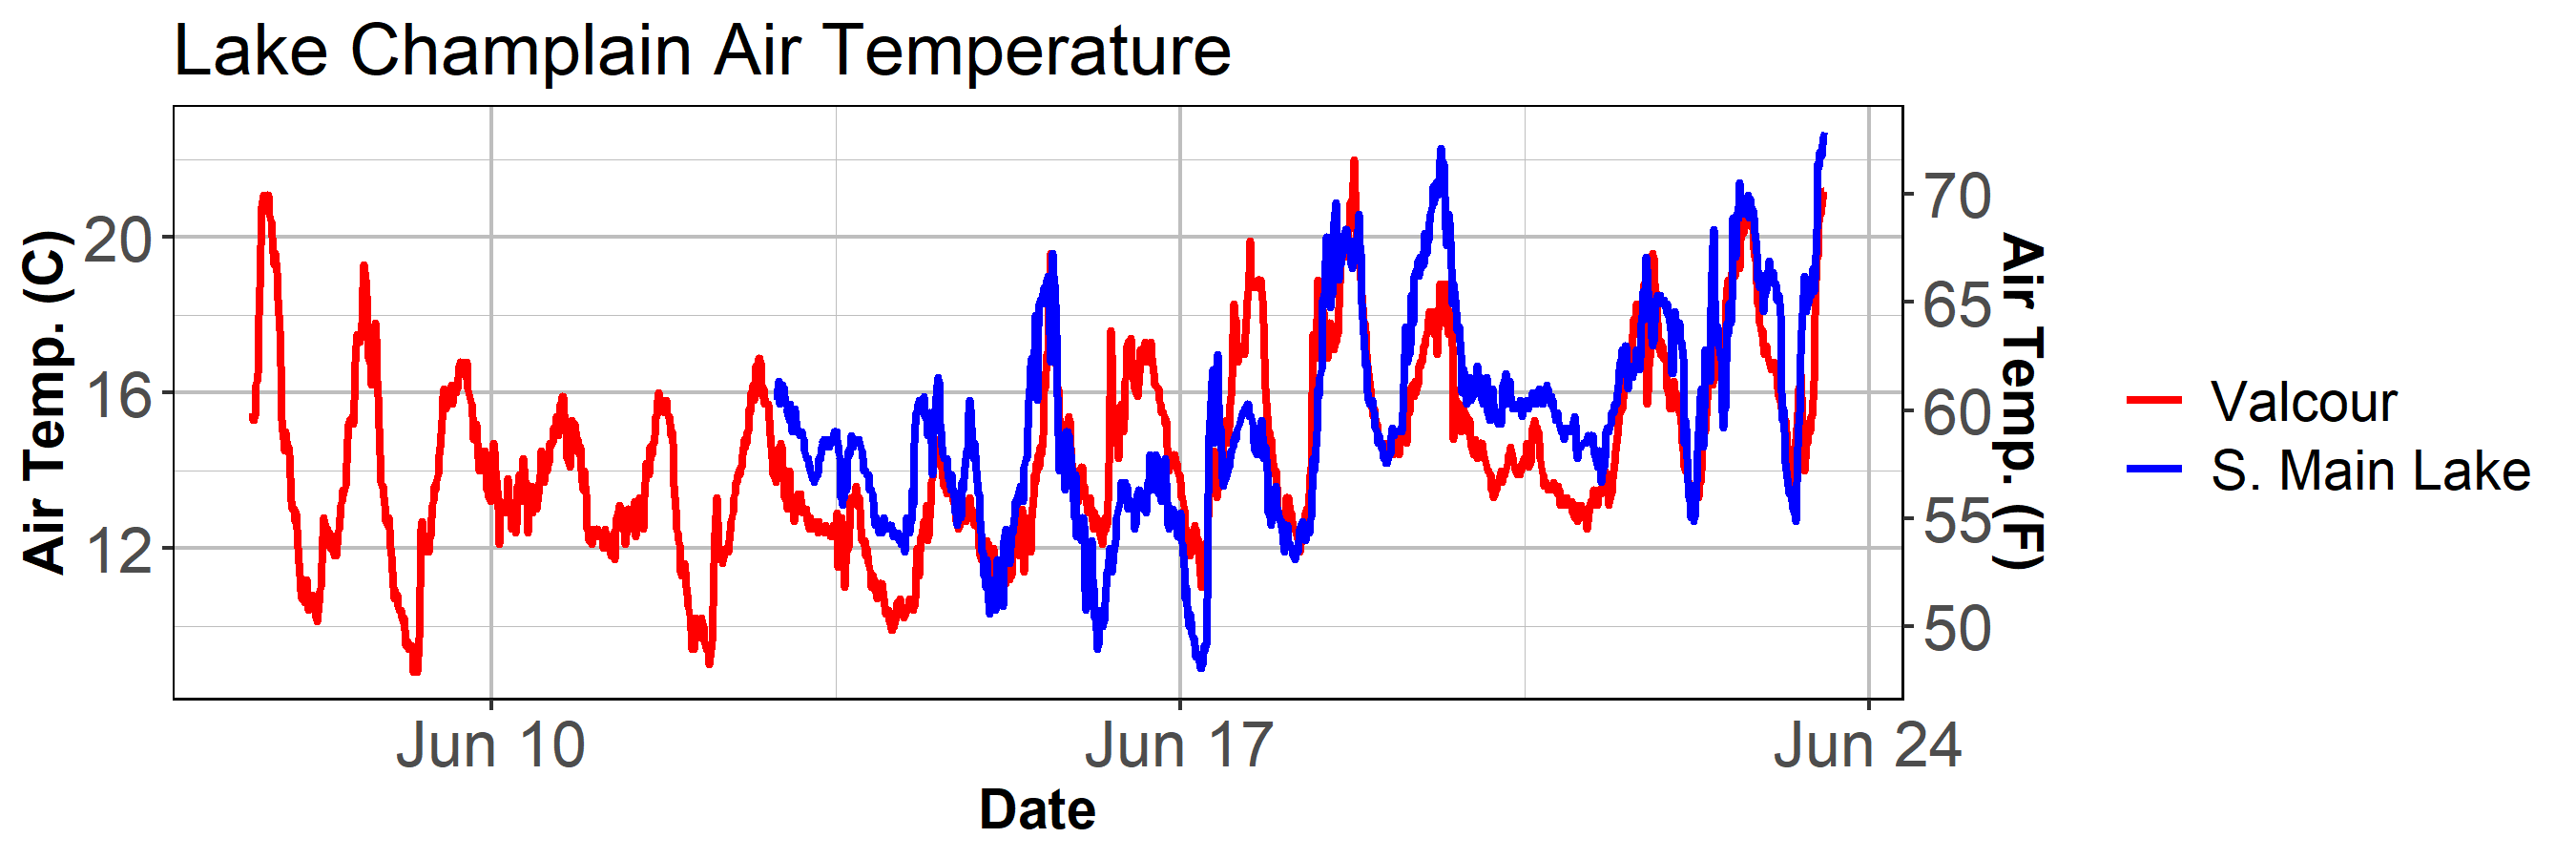 Lake Champlain Air Temperature
Air Temp. (C)
20
16
12
70
65
60
55
50
Air Temp. (F)
Jun 10
Jun 17
Jun 24
Date
Valcour
S. Main Lake